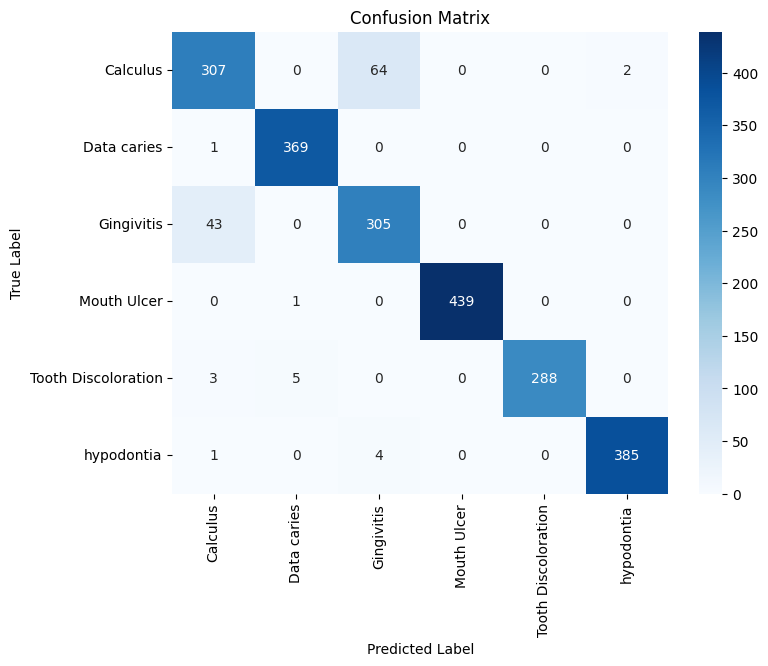 Confusion Matrix
True Label
Calculus 307 0 64 0 0 2
Data caries 1 369 0 0 0 0
Gingivitis 43 0 305 0 0 0
Mouth Ulcer 0 1 0 439 0 0
Tooth Discoloration 3 5 0 0 288 0
hypodontia 1 0 4 0 0 385
Calculus Data caries Gingivitis Mouth Ulcer Tooth Discoloration hypodontia
Predicted Label
400
350
300
250
200
150
100
50
0